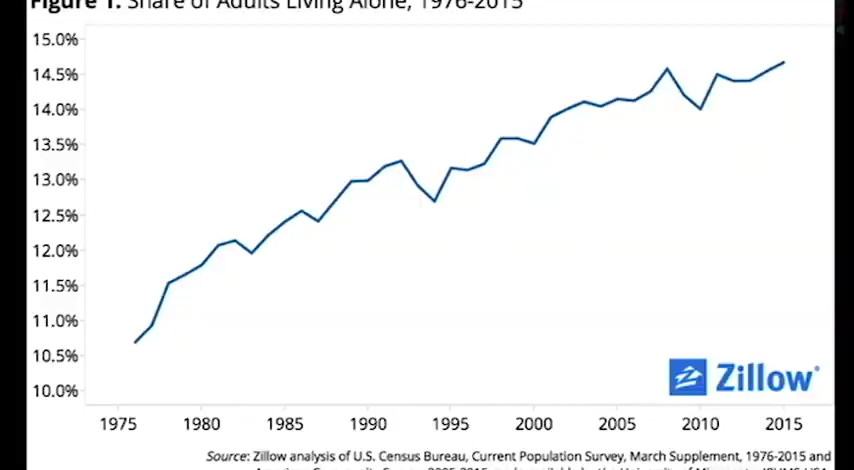 Figure 1. Share of Adults Living Alone, 1976-2015
15.0%
14.5%
14.0%
13.5%
13.0%
12.5%
12.0%
11.5%
11.0%
10.5%
10.0%
Zillow
1975 1980 1985 1990 1995 2000 2005 2010 2015
Source: Zillow analysis of U.S. Census Bureau, Current Population Survey, March Supplement, 1976-2015 and